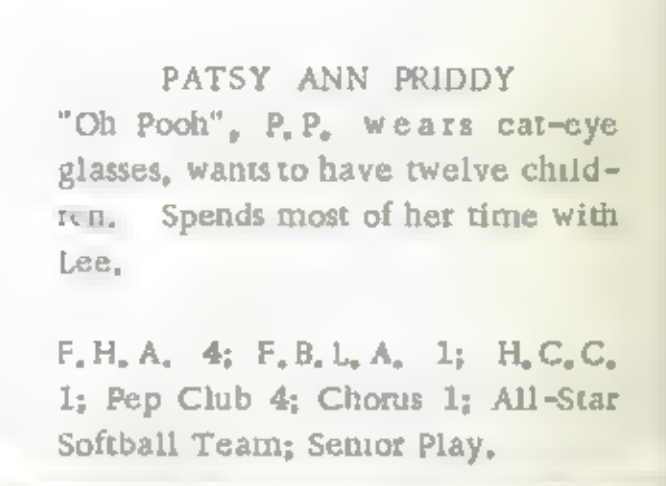 PATSY ANN PRIDDY
"Oh Pooh", P.P. wears cat-eye
glasses, wants to have twelve child-
ren. Spends most of her time with
Lee.
F.H.A. 4; F.B.L.A. 1; H.C.C.
1; Pep Club 4; Chorus 1; All-Star
Softball Team; Senior Play.